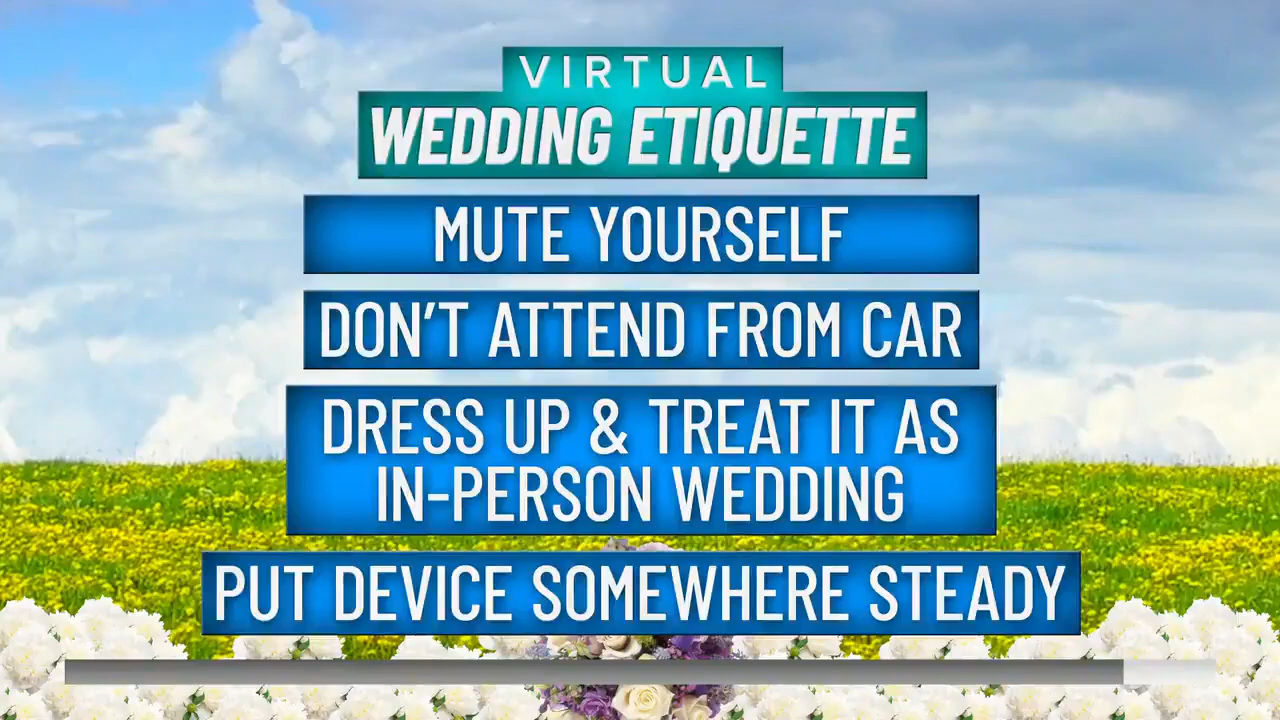 VIRTUAL
WEDDING ETIQUETTE
MUTE YOURSELF
DON'T ATTEND FROM CAR
DRESS UP & TREAT IT AS
IN-PERSON WEDDING
PUT DEVICE SOMEWHERE STEADY